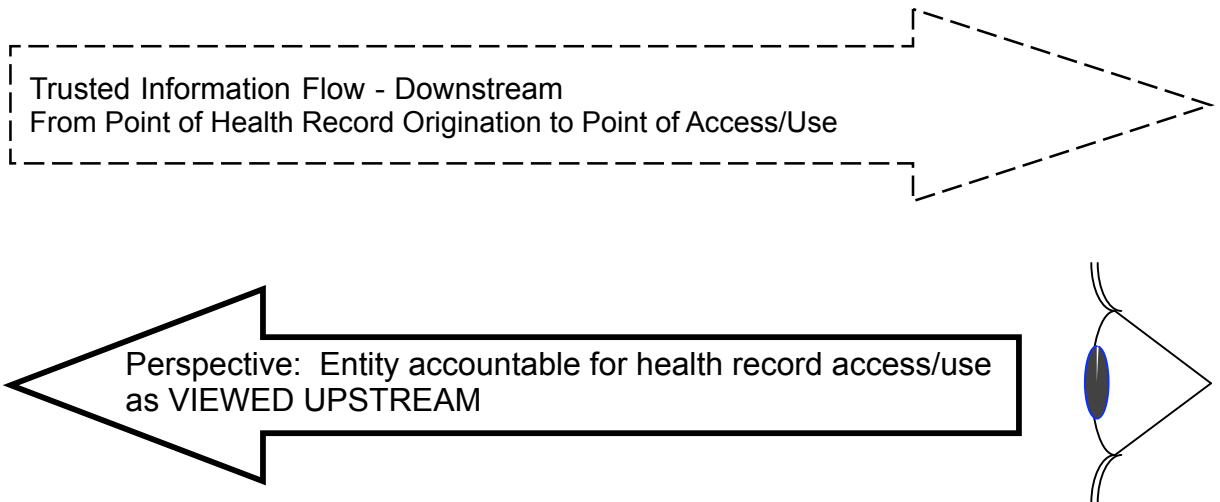 Trusted Information Flow - Downstream
From Point of Health Record Origination to Point of Access/Use
Perspective:  Entity accountable for health record access/use
as VIEWED UPSTREAM